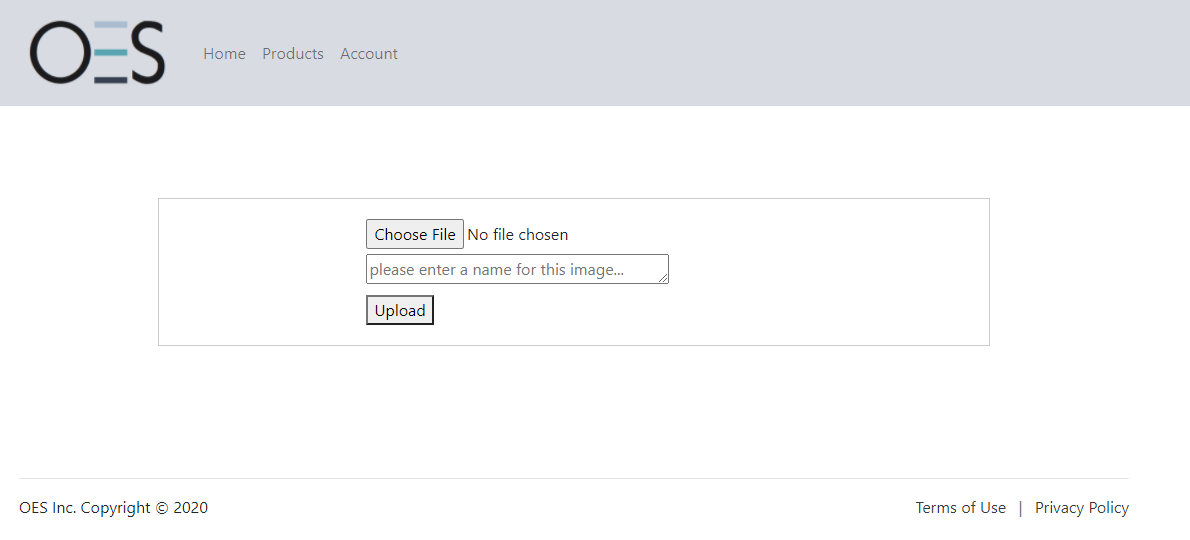 OES Home Products Account
Choose File No file chosen
please enter a name for this image...
Upload
OES Inc. Copyright © 2020 Terms of Use | Privacy Policy